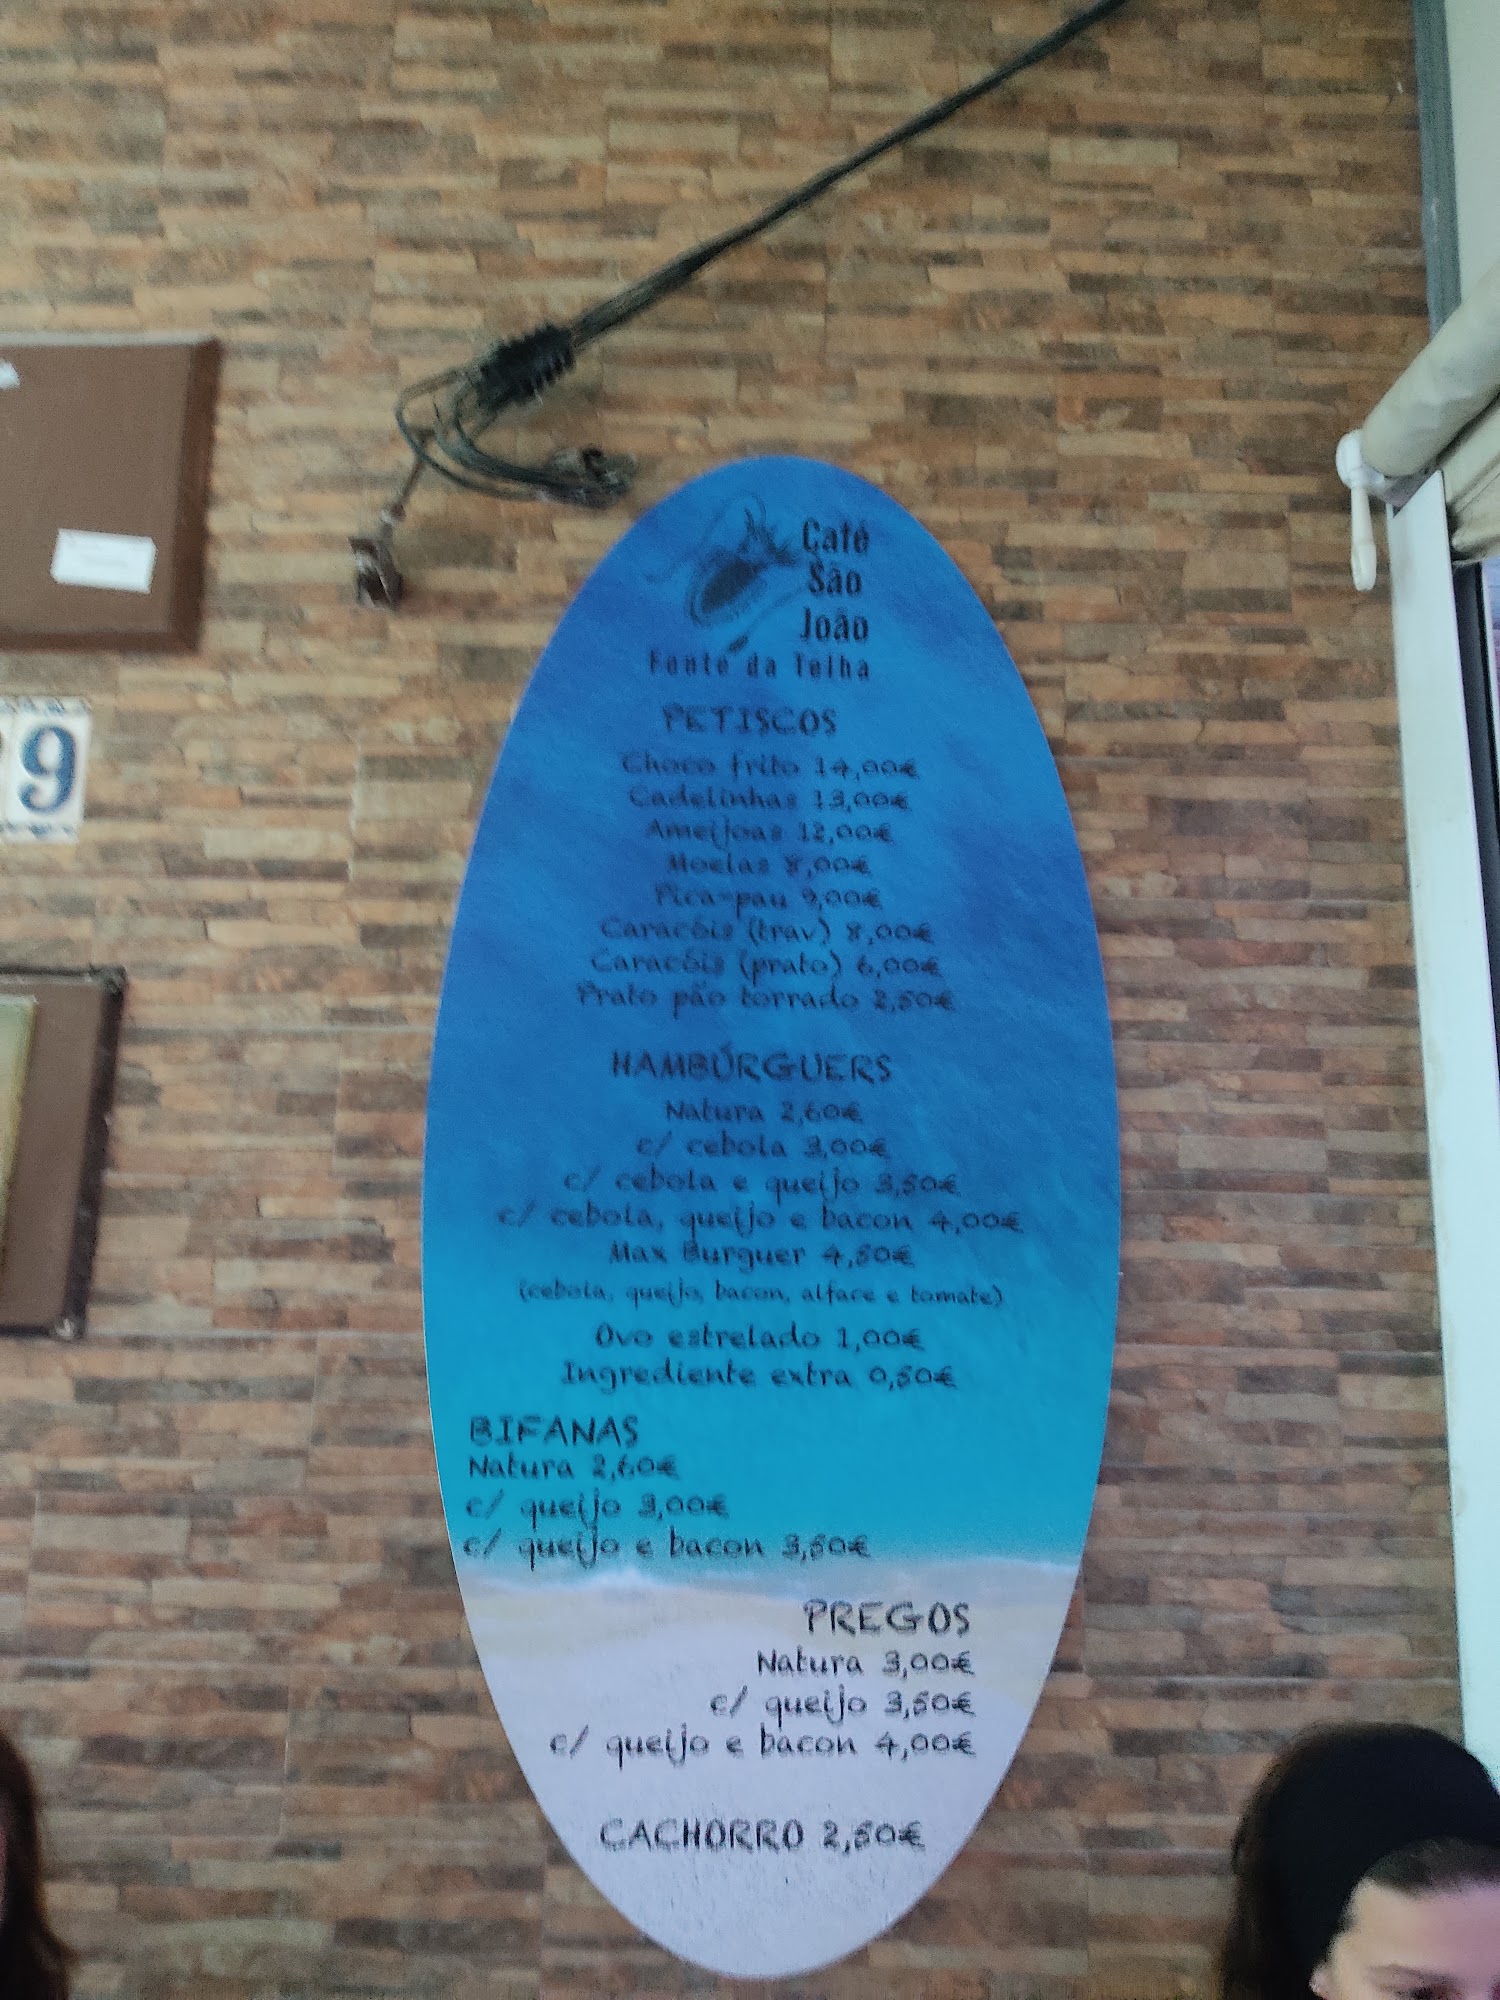 Café
São
João
Fonte da Telha
PETISCOS
Choco frito 14,00€
Cadelinhas 13,00€
Ameijoas 12,00€
Moelas 8,00€
Pica-pau 9,00€
Caracóis (trav) 8,00€
Caracóis (prato) 6,00€
Prato pão torrado 2,50€
HAMBÚRGUERS
Natura 2,60€
c/ cebola 3,00€
c/ cebola e queijo 3,50€
c/ cebola, queijo e bacon 4,00€
Max Burguer 4,50€
(cebola, queijo, bacon, alface e tomate)
Ovo estrelado 1,00€
Ingrediente extra 0,50€
BIFANAS
Natura 2,60€
c/ queijo 3,00€
c/ queijo e bacon 3,50€
PREGOS
Natura 3,00€
c/ queijo 3,50€
c/ queijo e bacon 4,00€
CACHORRO 2,50€
9